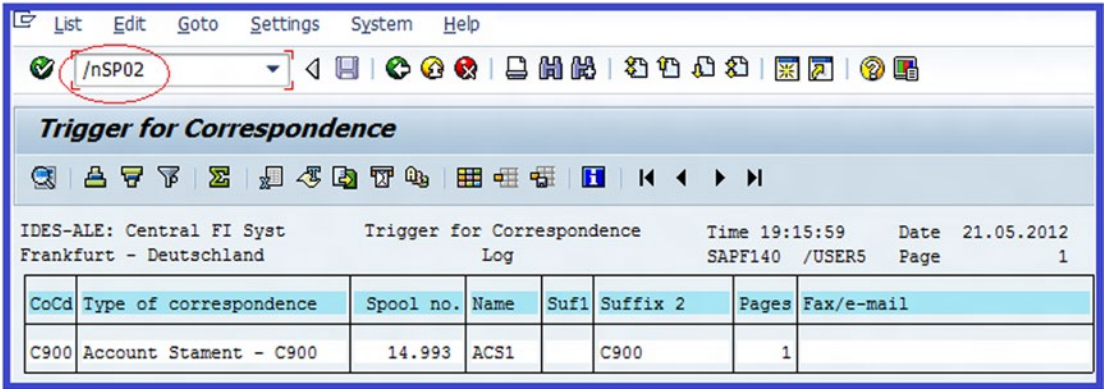 List Edit Goto Settings System Help
/nSP02
Trigger for Correspondence
IDES-ALE: Central FI Syst Trigger for Correspondence Time 19:15:59 Date 21.05.2012
Frankfurt - Deutschland Log SAPF140 /USER5 Page 1
CoCd Type of correspondence Spool no. Name Suf1 Suffix 2 Pages Fax/e-mail
C900 Account Stament - C900 14.993 ACS1 C900 1